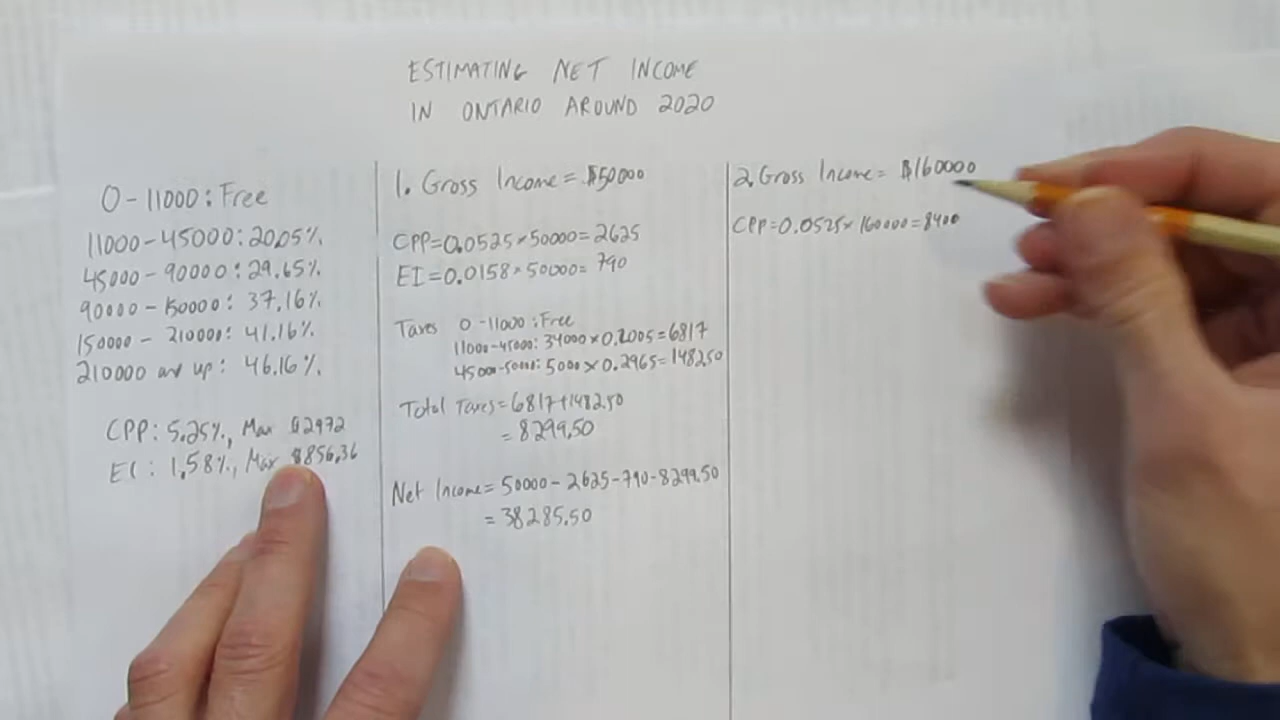 ESTIMATING NET INCOME
IN ONTARIO AROUND 2020
0-11000: Free
11000-45000: 20.05%
45000-90000: 29.65%
90000-150000: 37.16%
150000-210000: 41.16%
210000 and up: 46.16%
CPP: 5.25%, Max $2972
EI: 1.58%, Max $856.36
1. Gross Income = $50000
CPP=0.0525×50000=2625
EI=0.0158×50000=790
Taxes 0-11000: Free
11000-45000: 34000×0.2005=6817
45000-50000: 5000×0.2965=1482.50
Total Taxes=6817+1482.50
=8299.50
Net Income=50000-2625-790-8299.50
=38285.50
2. Gross Income = $160000
CPP=0.0525×160000=8400